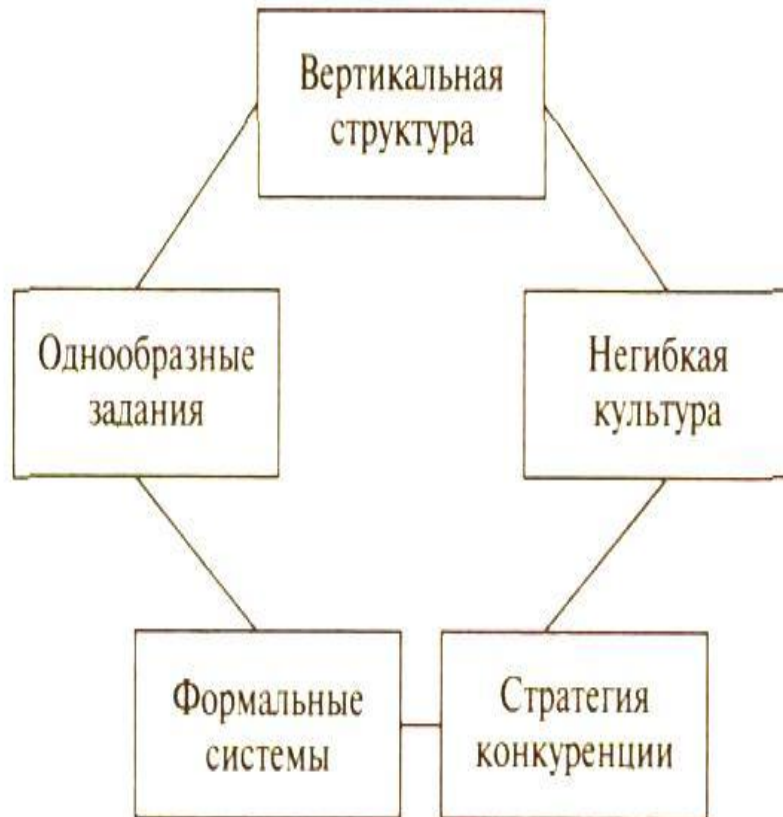 Вертикальная
структура
Однообразные
задания
Негибкая
культура
Формальные
системы
Стратегия
конкуренции